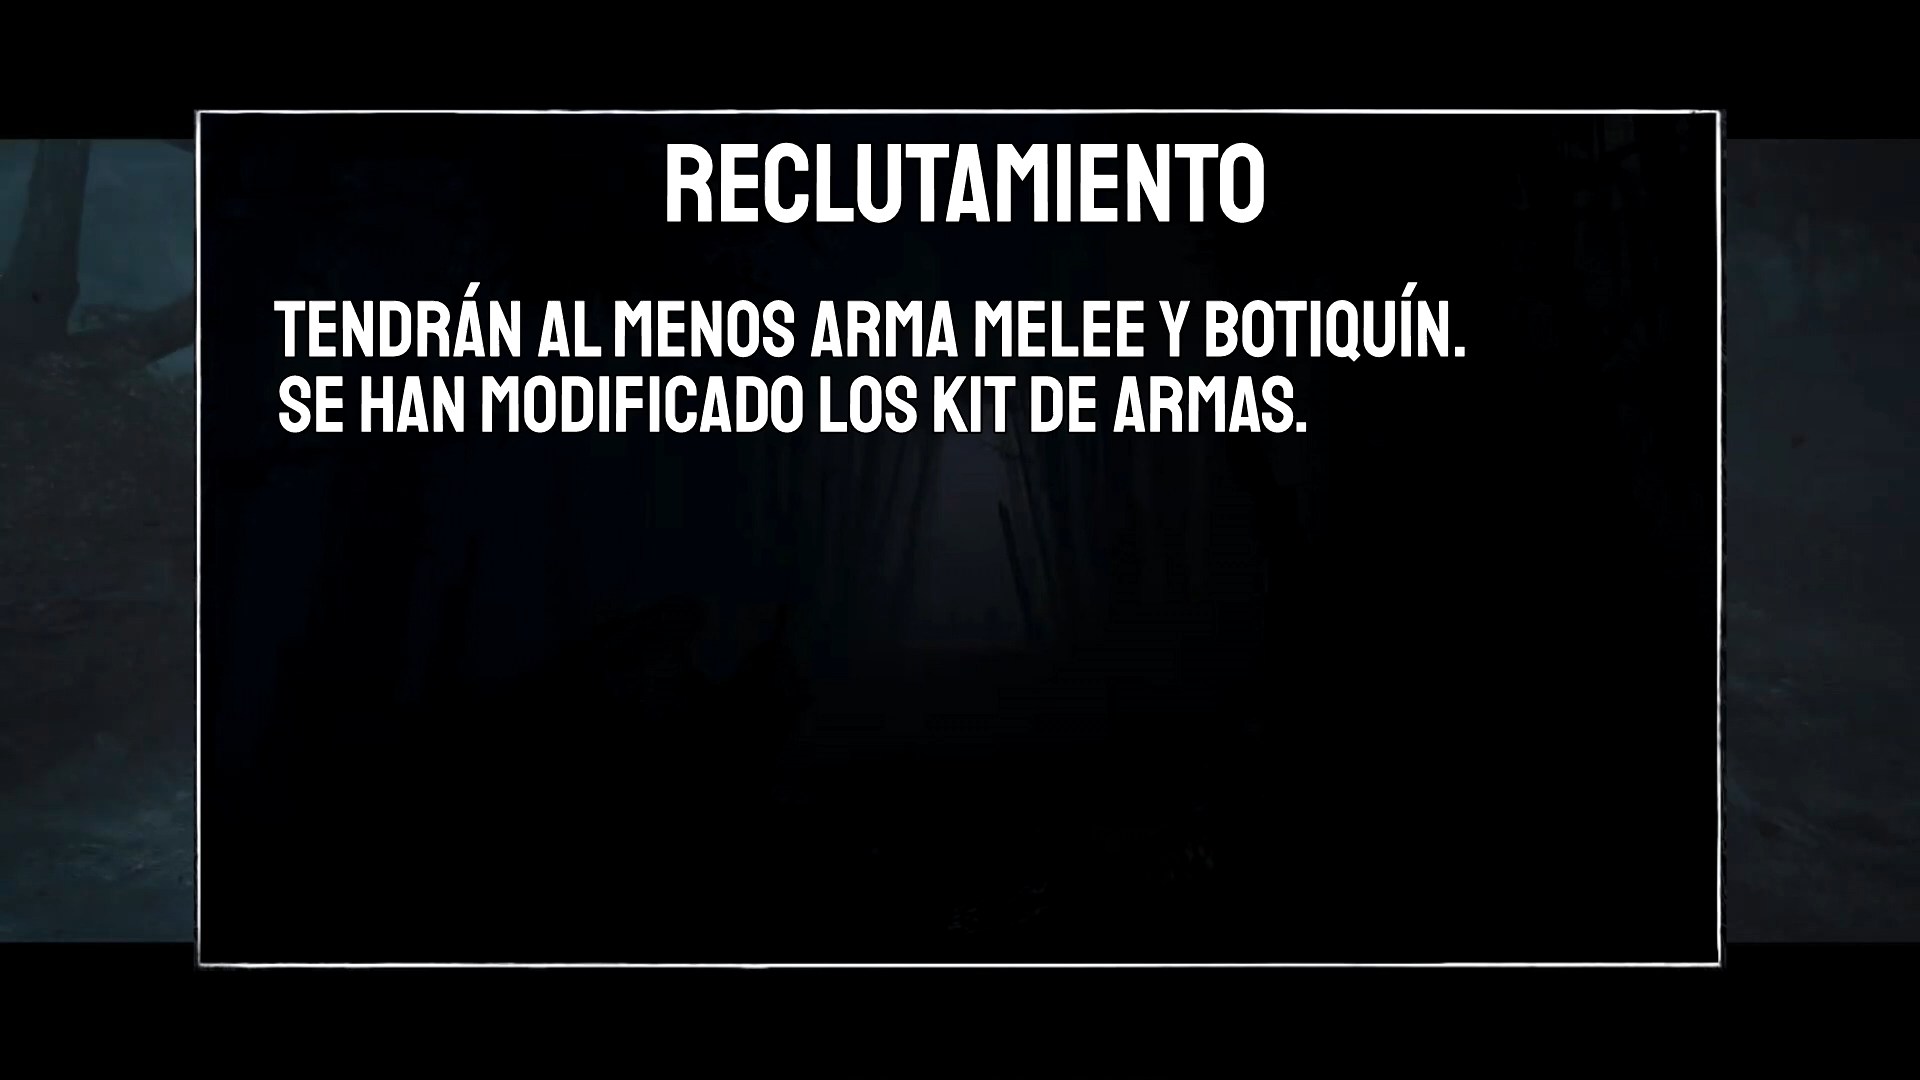 RECLUTAMIENTO
TENDRÁN AL MENOS ARMA MELEE Y BOTIQUÍN.
SE HAN MODIFICADO LOS KIT DE ARMAS.